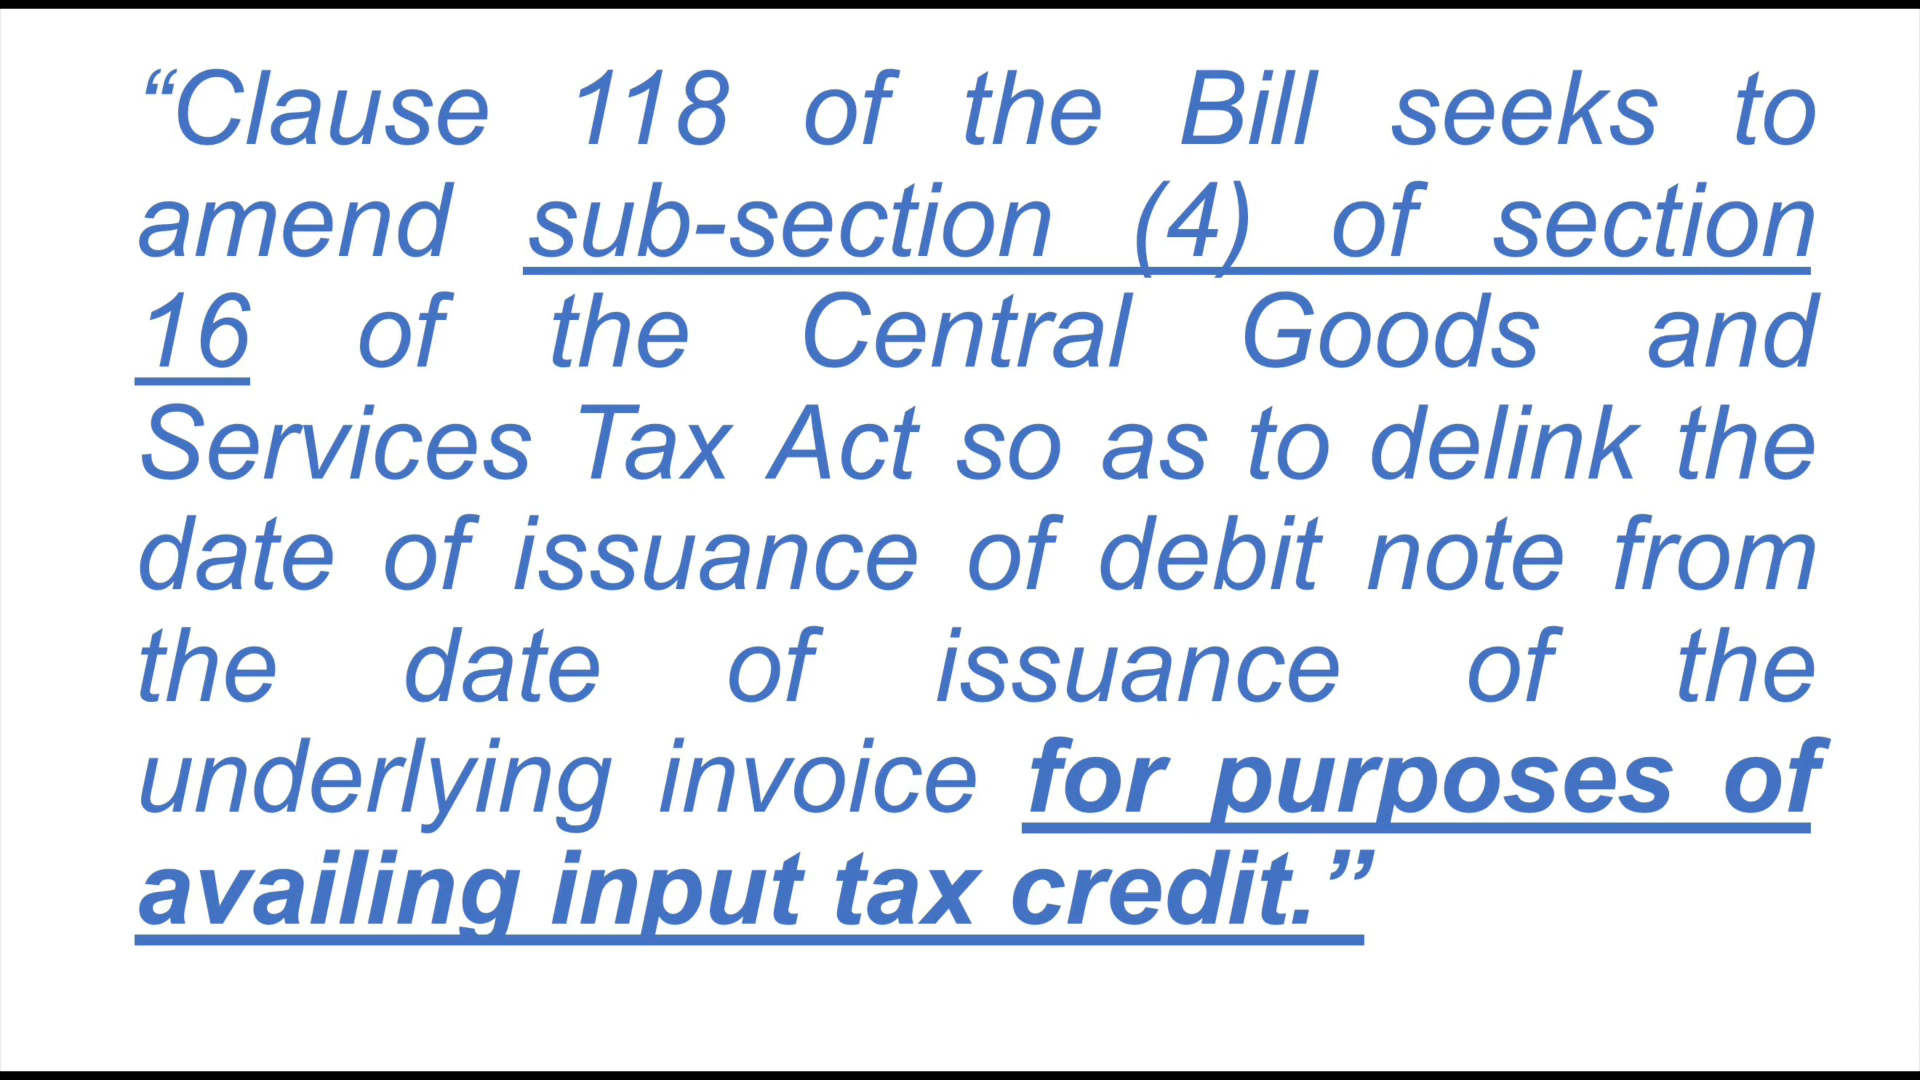 “Clause 118 of the Bill seeks to
amend sub-section (4) of section
16 of the Central Goods and
Services Tax Act so as to delink the
date of issuance of debit note from
the date of issuance of the
underlying invoice for purposes of
availing input tax credit.”